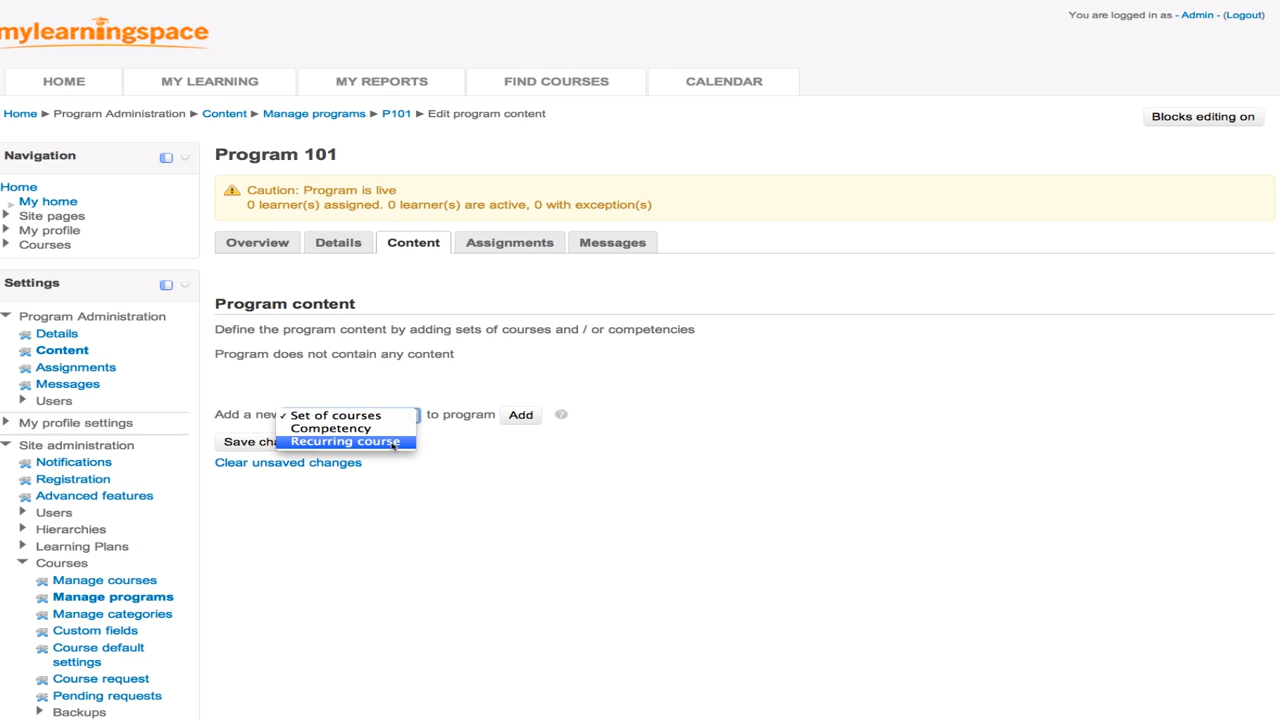 mylearningspace
You are logged in as - Admin - (Logout)
HOME
MY LEARNING
MY REPORTS
FIND COURSES
CALENDAR
Home ► Program Administration ► Content ► Manage programs ► P101 ► Edit program content
Blocks editing on
Navigation
Home
My home
Site pages
My profile
Courses
Settings
Program Administration
Details
Content
Assignments
Messages
Users
My profile settings
Site administration
Notifications
Registration
Advanced features
Users
Hierarchies
Learning Plans
Courses
Manage courses
Manage programs
Manage categories
Custom fields
Course default
settings
Course request
Pending requests
Backups
Program 101
Caution: Program is live
0 learner(s) assigned. 0 learner(s) are active, 0 with exception(s)
Overview
Details
Content
Assignments
Messages
Program content
Define the program content by adding sets of courses and / or competencies
Program does not contain any content
Add a new ✓ Set of courses to program Add ?
Competency
Save cha Recurring course
Clear unsaved changes